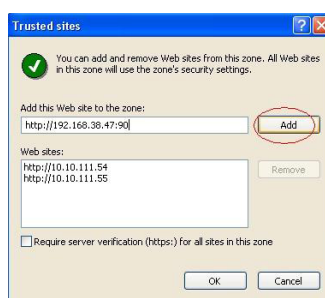 Trusted sites
You can add and remove Web sites from this zone. All Web sites
in this zone will use the zone's security settings.
Add this Web site to the zone:
http://192.168.38.47:90
Add
Web sites:
http://10.10.111.54
http://10.10.111.55
Remove
Require server verification (https:) for all sites in this zone
OK
Cancel